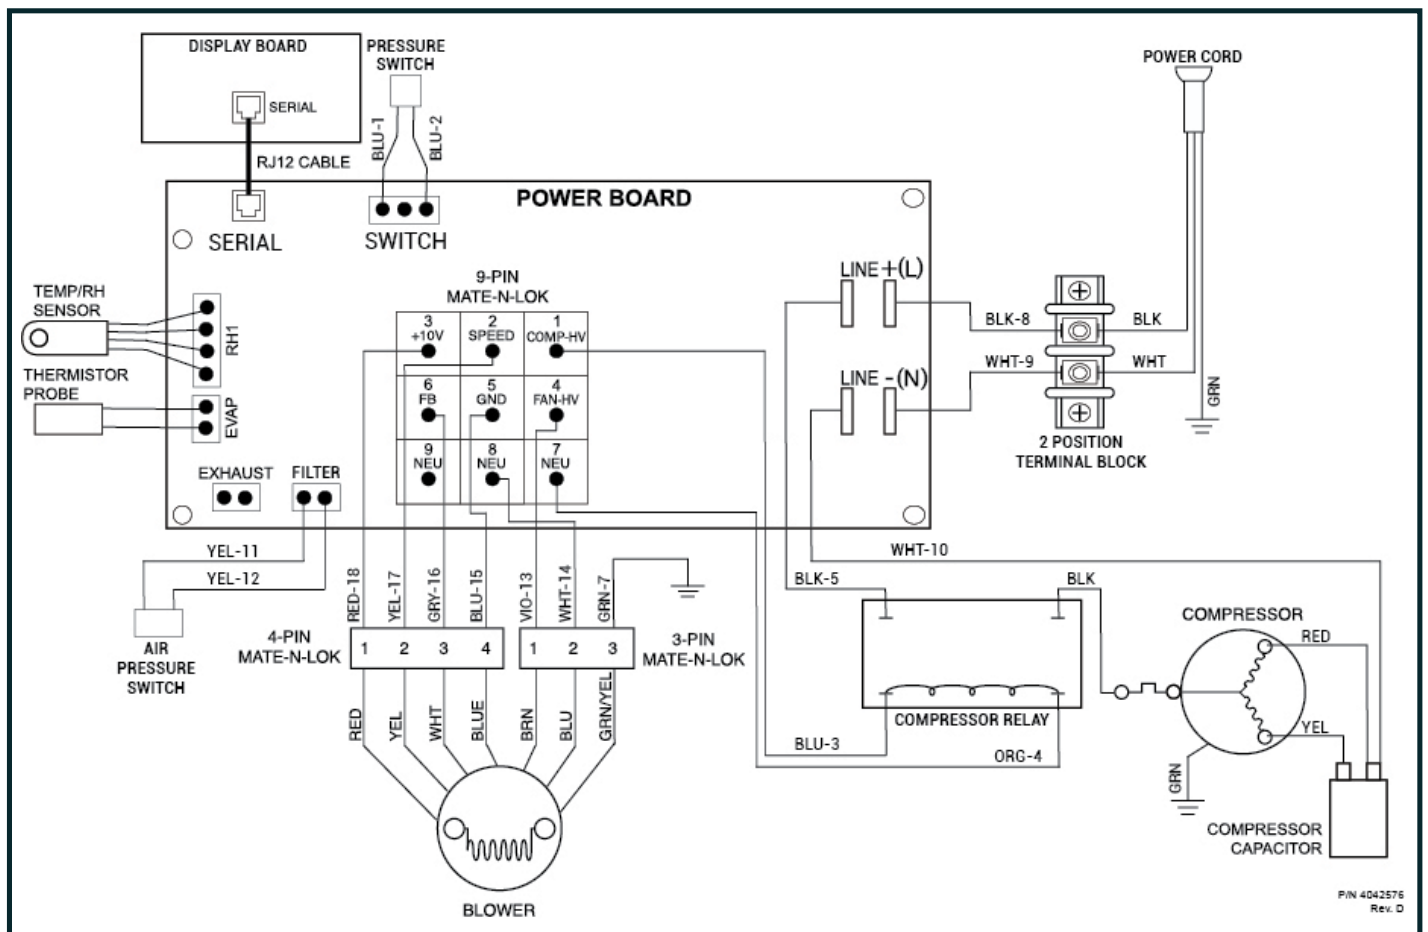 DISPLAY BOARD
SERIAL
RJ12 CABLE
PRESSURE
SWITCH
BLU-1
BLU-2
POWER CORD
POWER BOARD
SERIAL
SWITCH
TEMP/RH
SENSOR
RH1
THERMISTOR
PROBE
EVAP
EXHAUST
FILTER
9-PIN
MATE-N-LOK
3
+10V
2
SPEED
1
COMP-HV
6
FB
5
GND
4
FAN-HV
9
NEU
8
NEU
7
NEU
LINE +(L)
LINE -(N)
BLK-8
BLK
WHT-9
WHT
GRN
2 POSITION
TERMINAL BLOCK
YEL-11
YEL-12
AIR
PRESSURE
SWITCH
RED-18
YEL-17
GRY-16
BLU-15
VIO-13
WHT-14
GRN-7
4-PIN
MATE-N-LOK
1 2 3 4
1 2 3
3-PIN
MATE-N-LOK
RED
YEL
WHT
BLUE
BRN
BLU
GRN/YEL
BLOWER
WHT-10
BLK-5
BLK
COMPRESSOR RELAY
BLU-3
ORG-4
COMPRESSOR
RED
YEL
GRN
COMPRESSOR
CAPACITOR
P/N 4042576
Rev. D